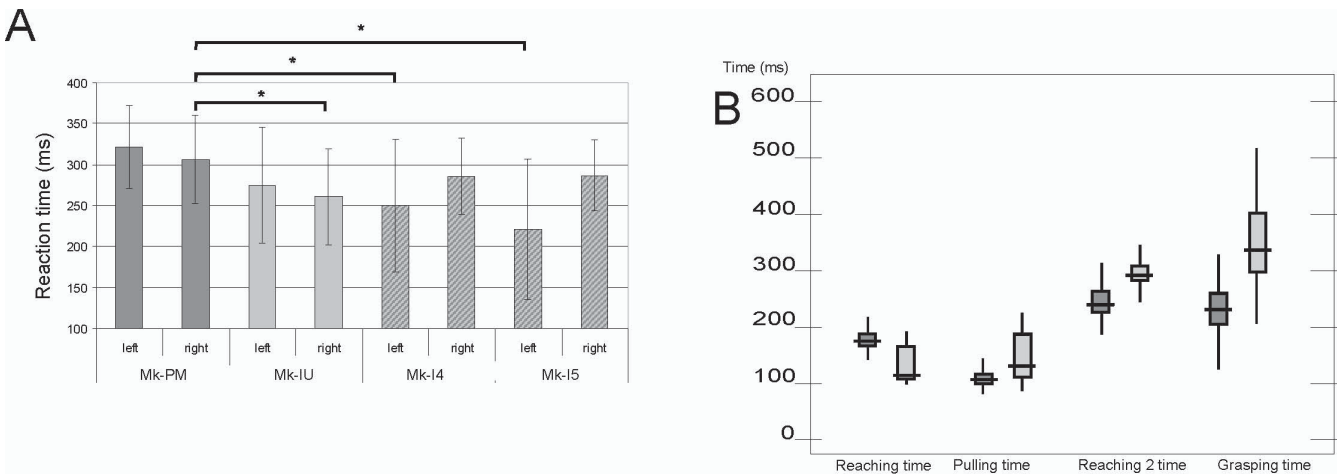 A
*
*
*
400
350
300
250
200
150
100
Reaction time (ms)
left right left right left right left right
Mk-PM Mk-IU Mk-I4 Mk-I5
Time (ms)
B
600
500
400
300
200
100
0
Reaching time Pulling time Reaching 2 time Grasping time